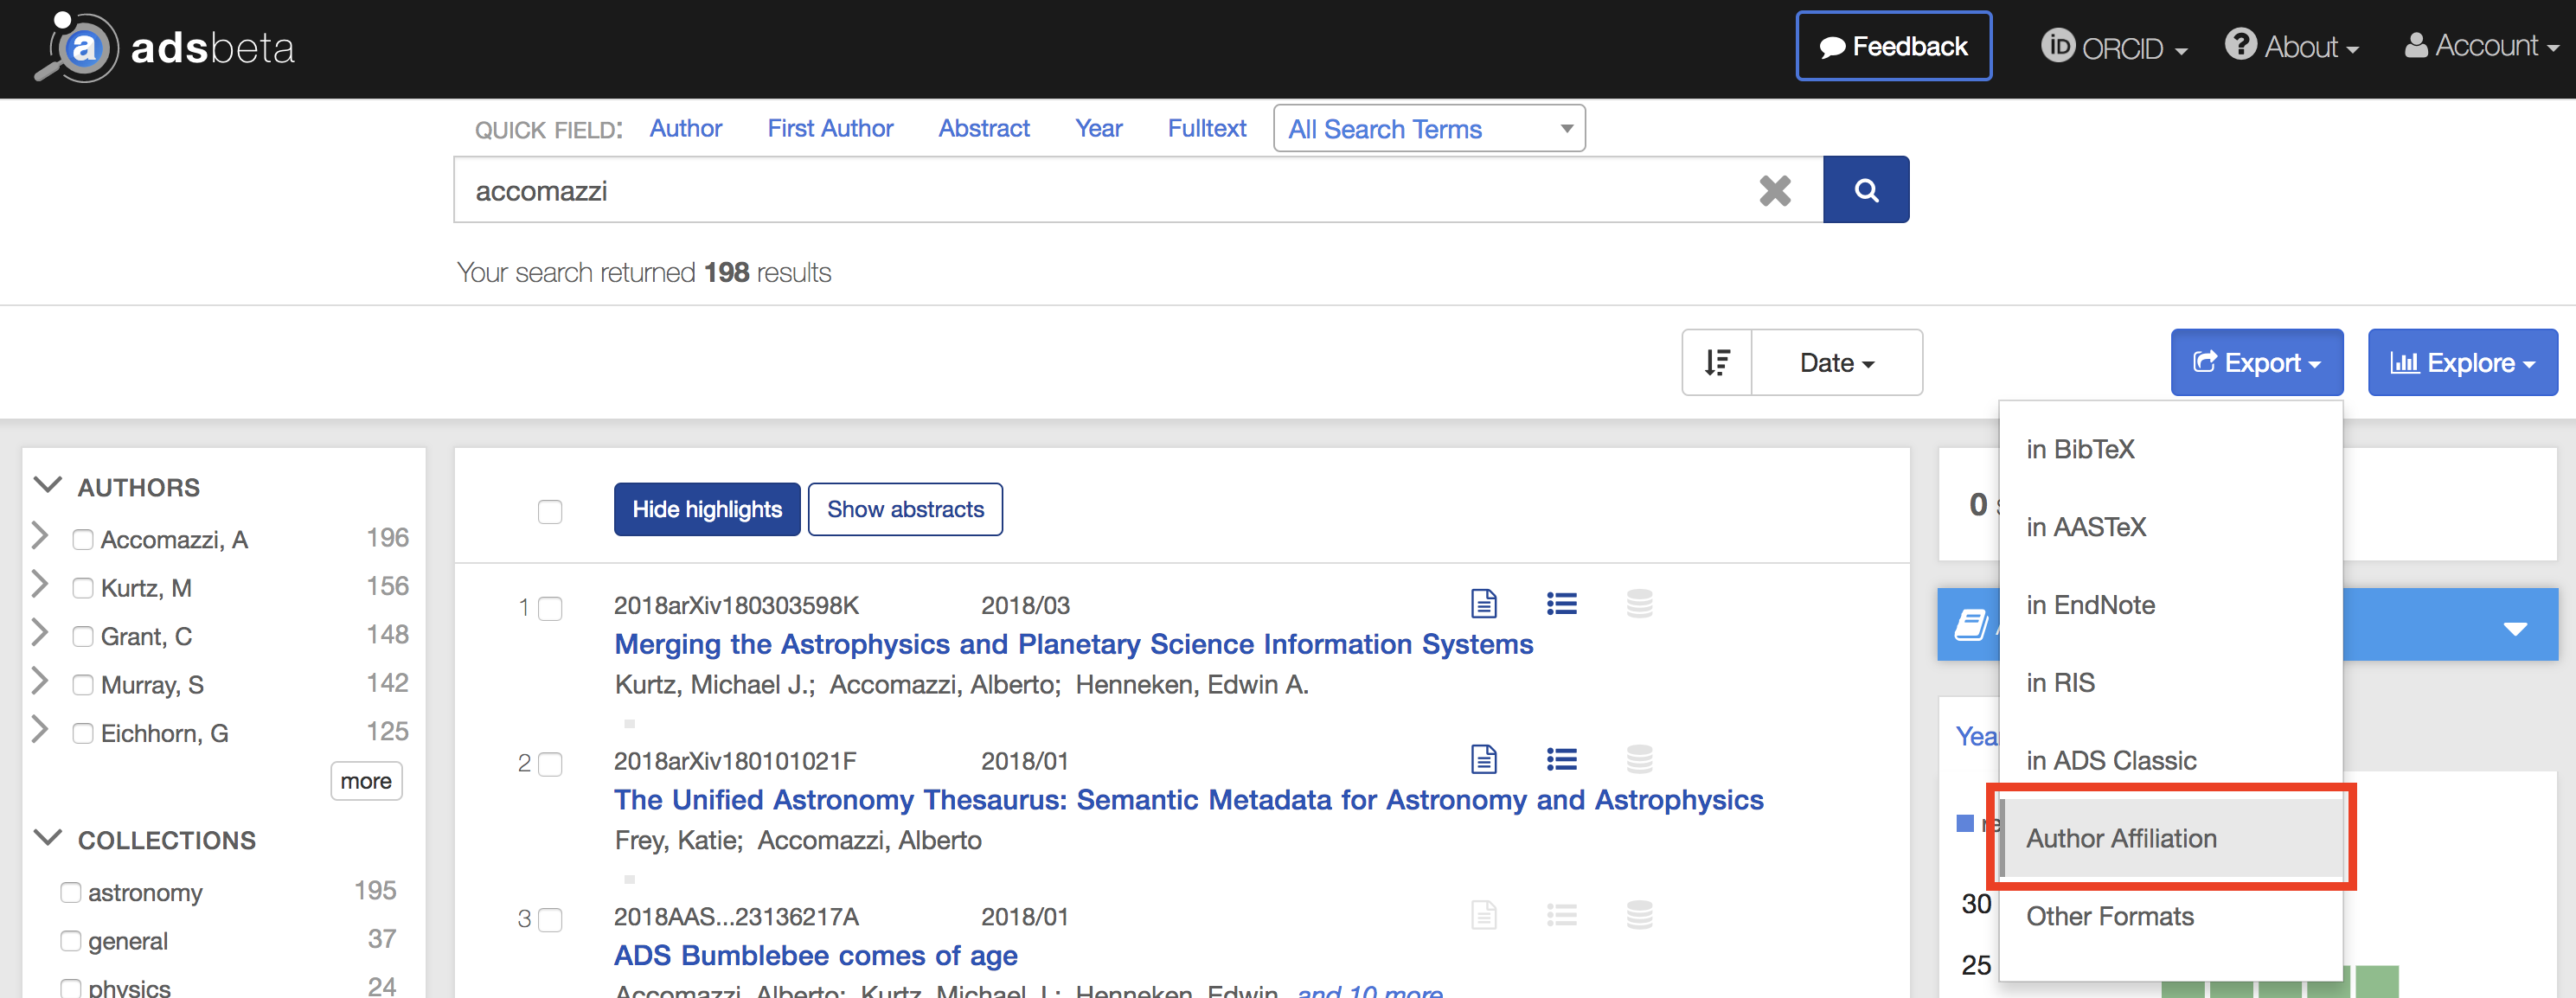 adsbeta
Feedback
ORCID
About
Account
QUICK FIELD: Author First Author Abstract Year Fulltext All Search Terms
accomazzi
Your search returned 198 results
Date
Export
Explore
in BibTeX
in AASTeX
in EndNote
in RIS
in ADS Classic
Author Affiliation
Other Formats
AUTHORS
Accomazzi, A 196
Kurtz, M 156
Grant, C 148
Murray, S 142
Eichhorn, G 125
more
COLLECTIONS
astronomy 195
general 37
physics 24
Hide highlights Show abstracts
1 2018arXiv180303598K 2018/03
Merging the Astrophysics and Planetary Science Information Systems
Kurtz, Michael J.; Accomazzi, Alberto; Henneken, Edwin A.
2 2018arXiv180101021F 2018/01
The Unified Astronomy Thesaurus: Semantic Metadata for Astronomy and Astrophysics
Frey, Katie; Accomazzi, Alberto
3 2018AAS...23136217A 2018/01
ADS Bumblebee comes of age
Accomazzi, Alberto; Kurtz, Michael J.; Henneken, Edwin and 10 more
0
30
25